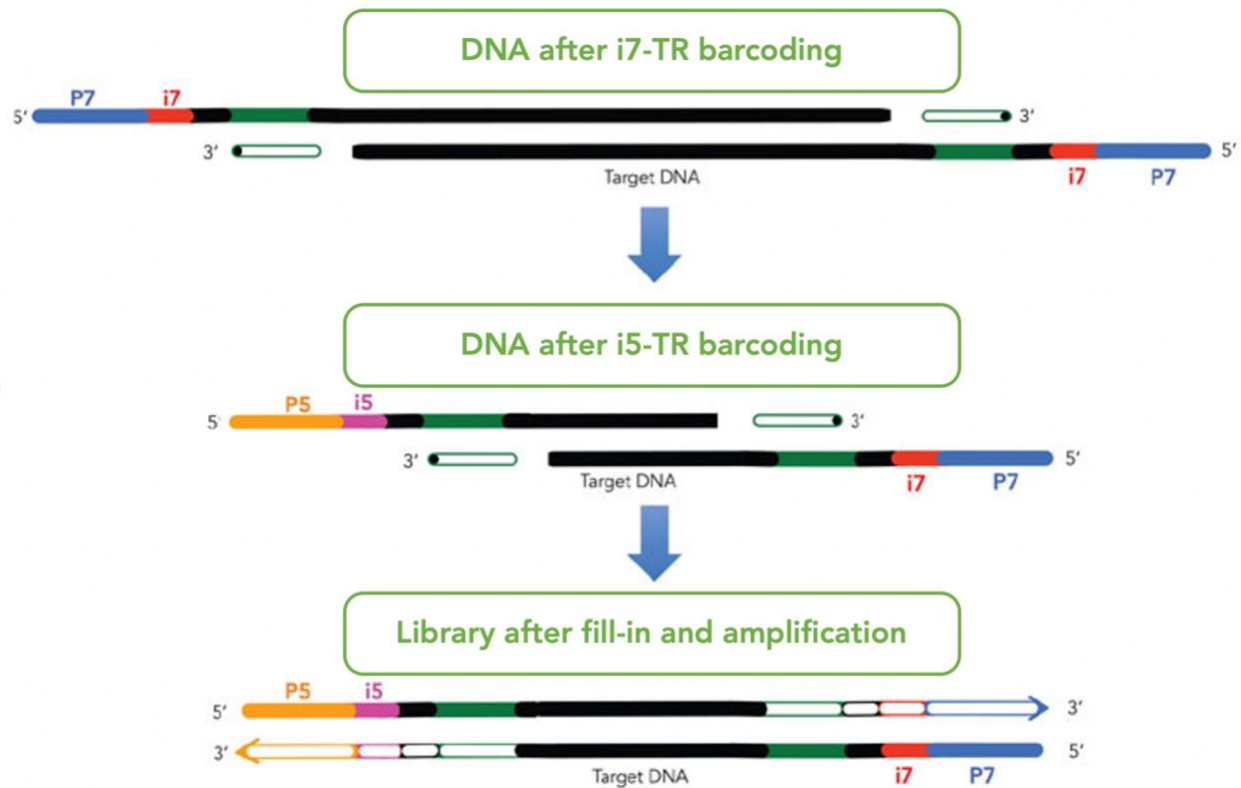 DNA after i7-TR barcoding
P7 i7
5' 3'
3' 5'
Target DNA i7 P7
DNA after i5-TR barcoding
P5 i5
5' 3'
3' 5'
Target DNA i7 P7
Library after fill-in and amplification
P5 i5
5' 3'
3' 5'
Target DNA i7 P7